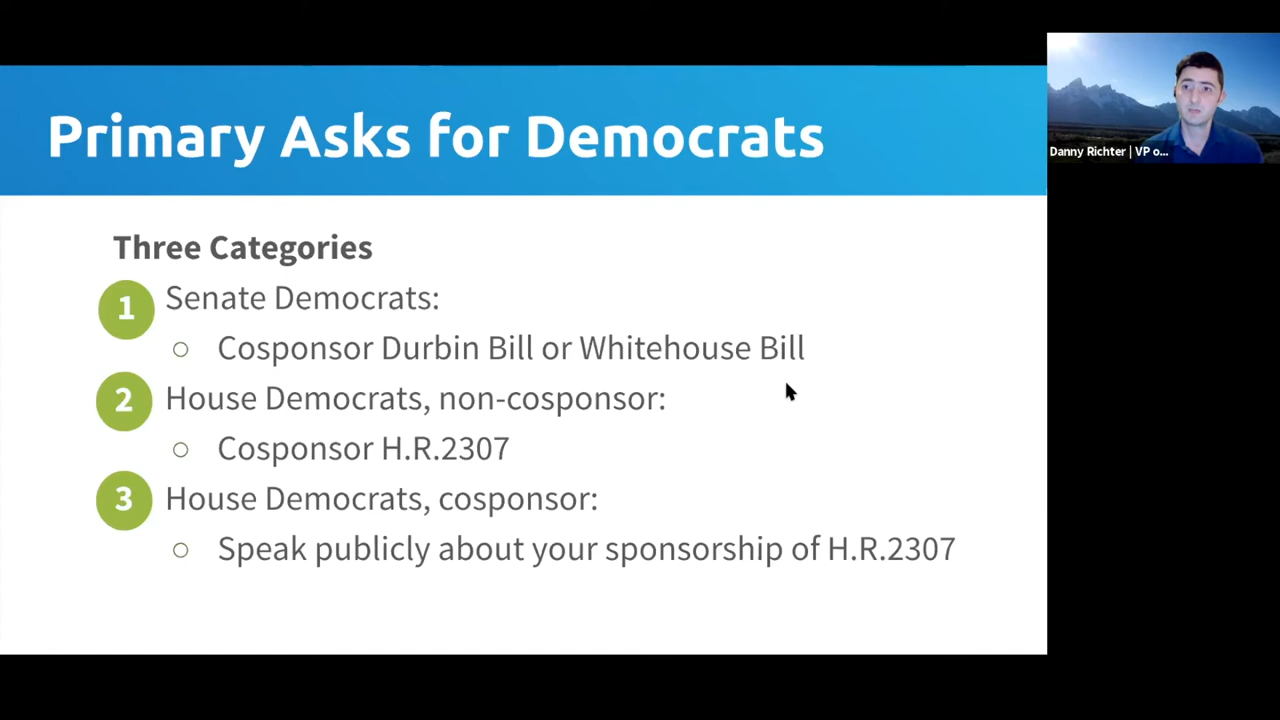 Primary Asks for Democrats
Danny Richter | VP o...
Three Categories
1 Senate Democrats:
○ Cosponsor Durbin Bill or Whitehouse Bill
2 House Democrats, non-cosponsor:
○ Cosponsor H.R.2307
3 House Democrats, cosponsor:
○ Speak publicly about your sponsorship of H.R.2307